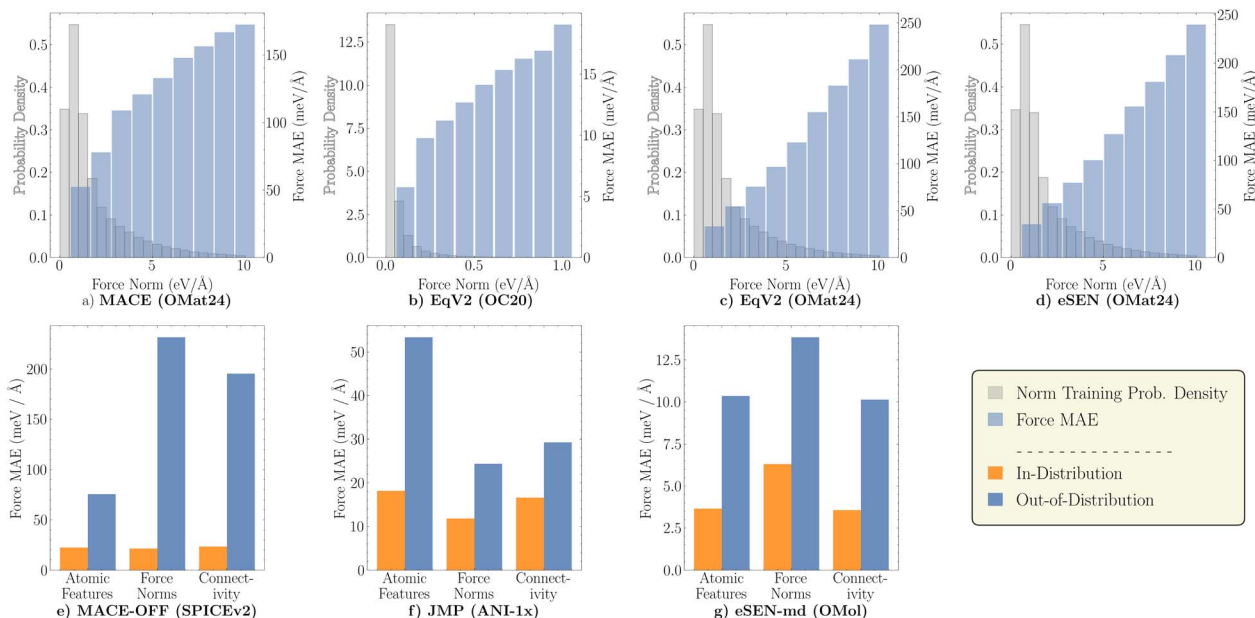 0.5
0.4
0.3
0.2
0.1
0.0
Probability Density
150
100
50
0
Force MAE (meV/Å)
0
5
10
Force Norm (eV/Å)
a) MACE (OMat24)
12.5
10.0
7.5
5.0
2.5
0.0
Probability Density
15
10
5
0
Force MAE (meV/Å)
0.0
0.5
1.0
Force Norm (eV/Å)
b) EqV2 (OC20)
0.5
0.4
0.3
0.2
0.1
0.0
Probability Density
250
200
150
100
50
0
Force MAE (meV/Å)
0
5
10
Force Norm (eV/Å)
c) EqV2 (OMat24)
0.5
0.4
0.3
0.2
0.1
0.0
Probability Density
250
200
150
100
50
0
Force MAE (meV/Å)
0
5
10
Force Norm (eV/Å)
d) eSEN (OMat24)
200
150
100
50
0
Force MAE (meV / Å)
Atomic Force Connect-
Features Norms ivity
e) MACE-OFF (SPICEv2)
50
40
30
20
10
0
Force MAE (meV / Å)
Atomic Force Connect-
Features Norms ivity
f) JMP (ANI-1x)
12.5
10.0
7.5
5.0
2.5
0.0
Force MAE (meV / Å)
Atomic Force Connect-
Features Norms ivity
g) eSEN-md (OMol)
Norm Training Prob. Density
Force MAE
- - - - - - - - - - - - - - -
In-Distribution
Out-of-Distribution